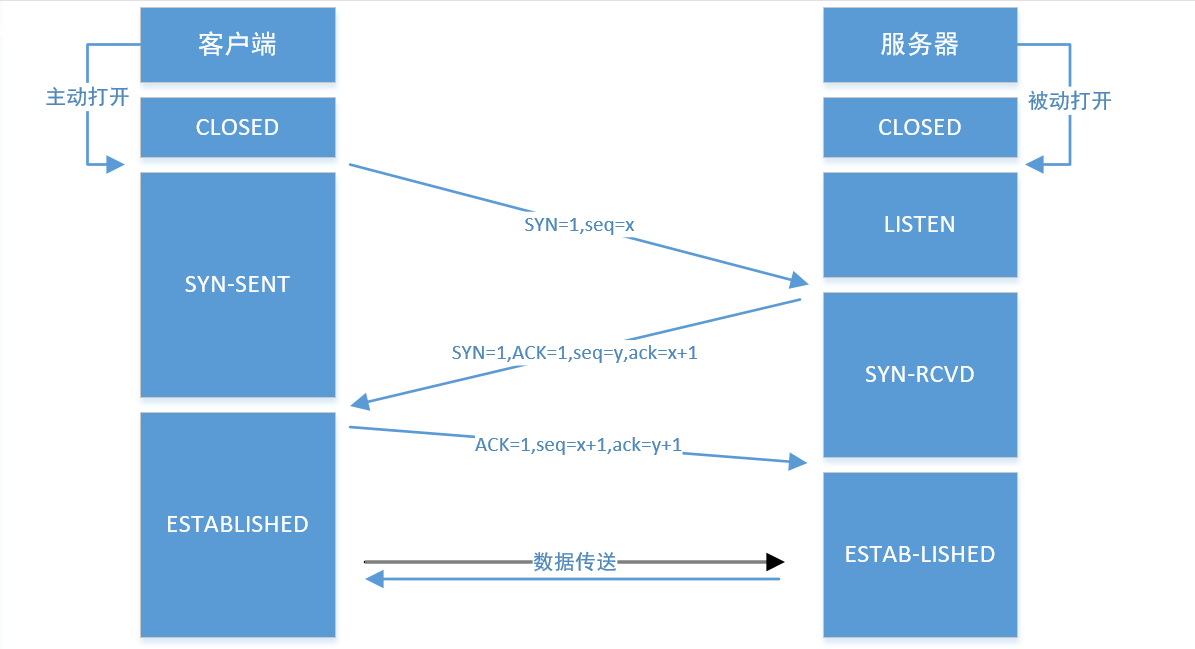 客户端
服务器
主动打开
被动打开
CLOSED
CLOSED
SYN=1,seq=x
LISTEN
SYN-SENT
SYN=1,ACK=1,seq=y,ack=x+1
SYN-RCVD
ACK=1,seq=x+1,ack=y+1
ESTABLISHED
ESTAB-LISHED
数据传送